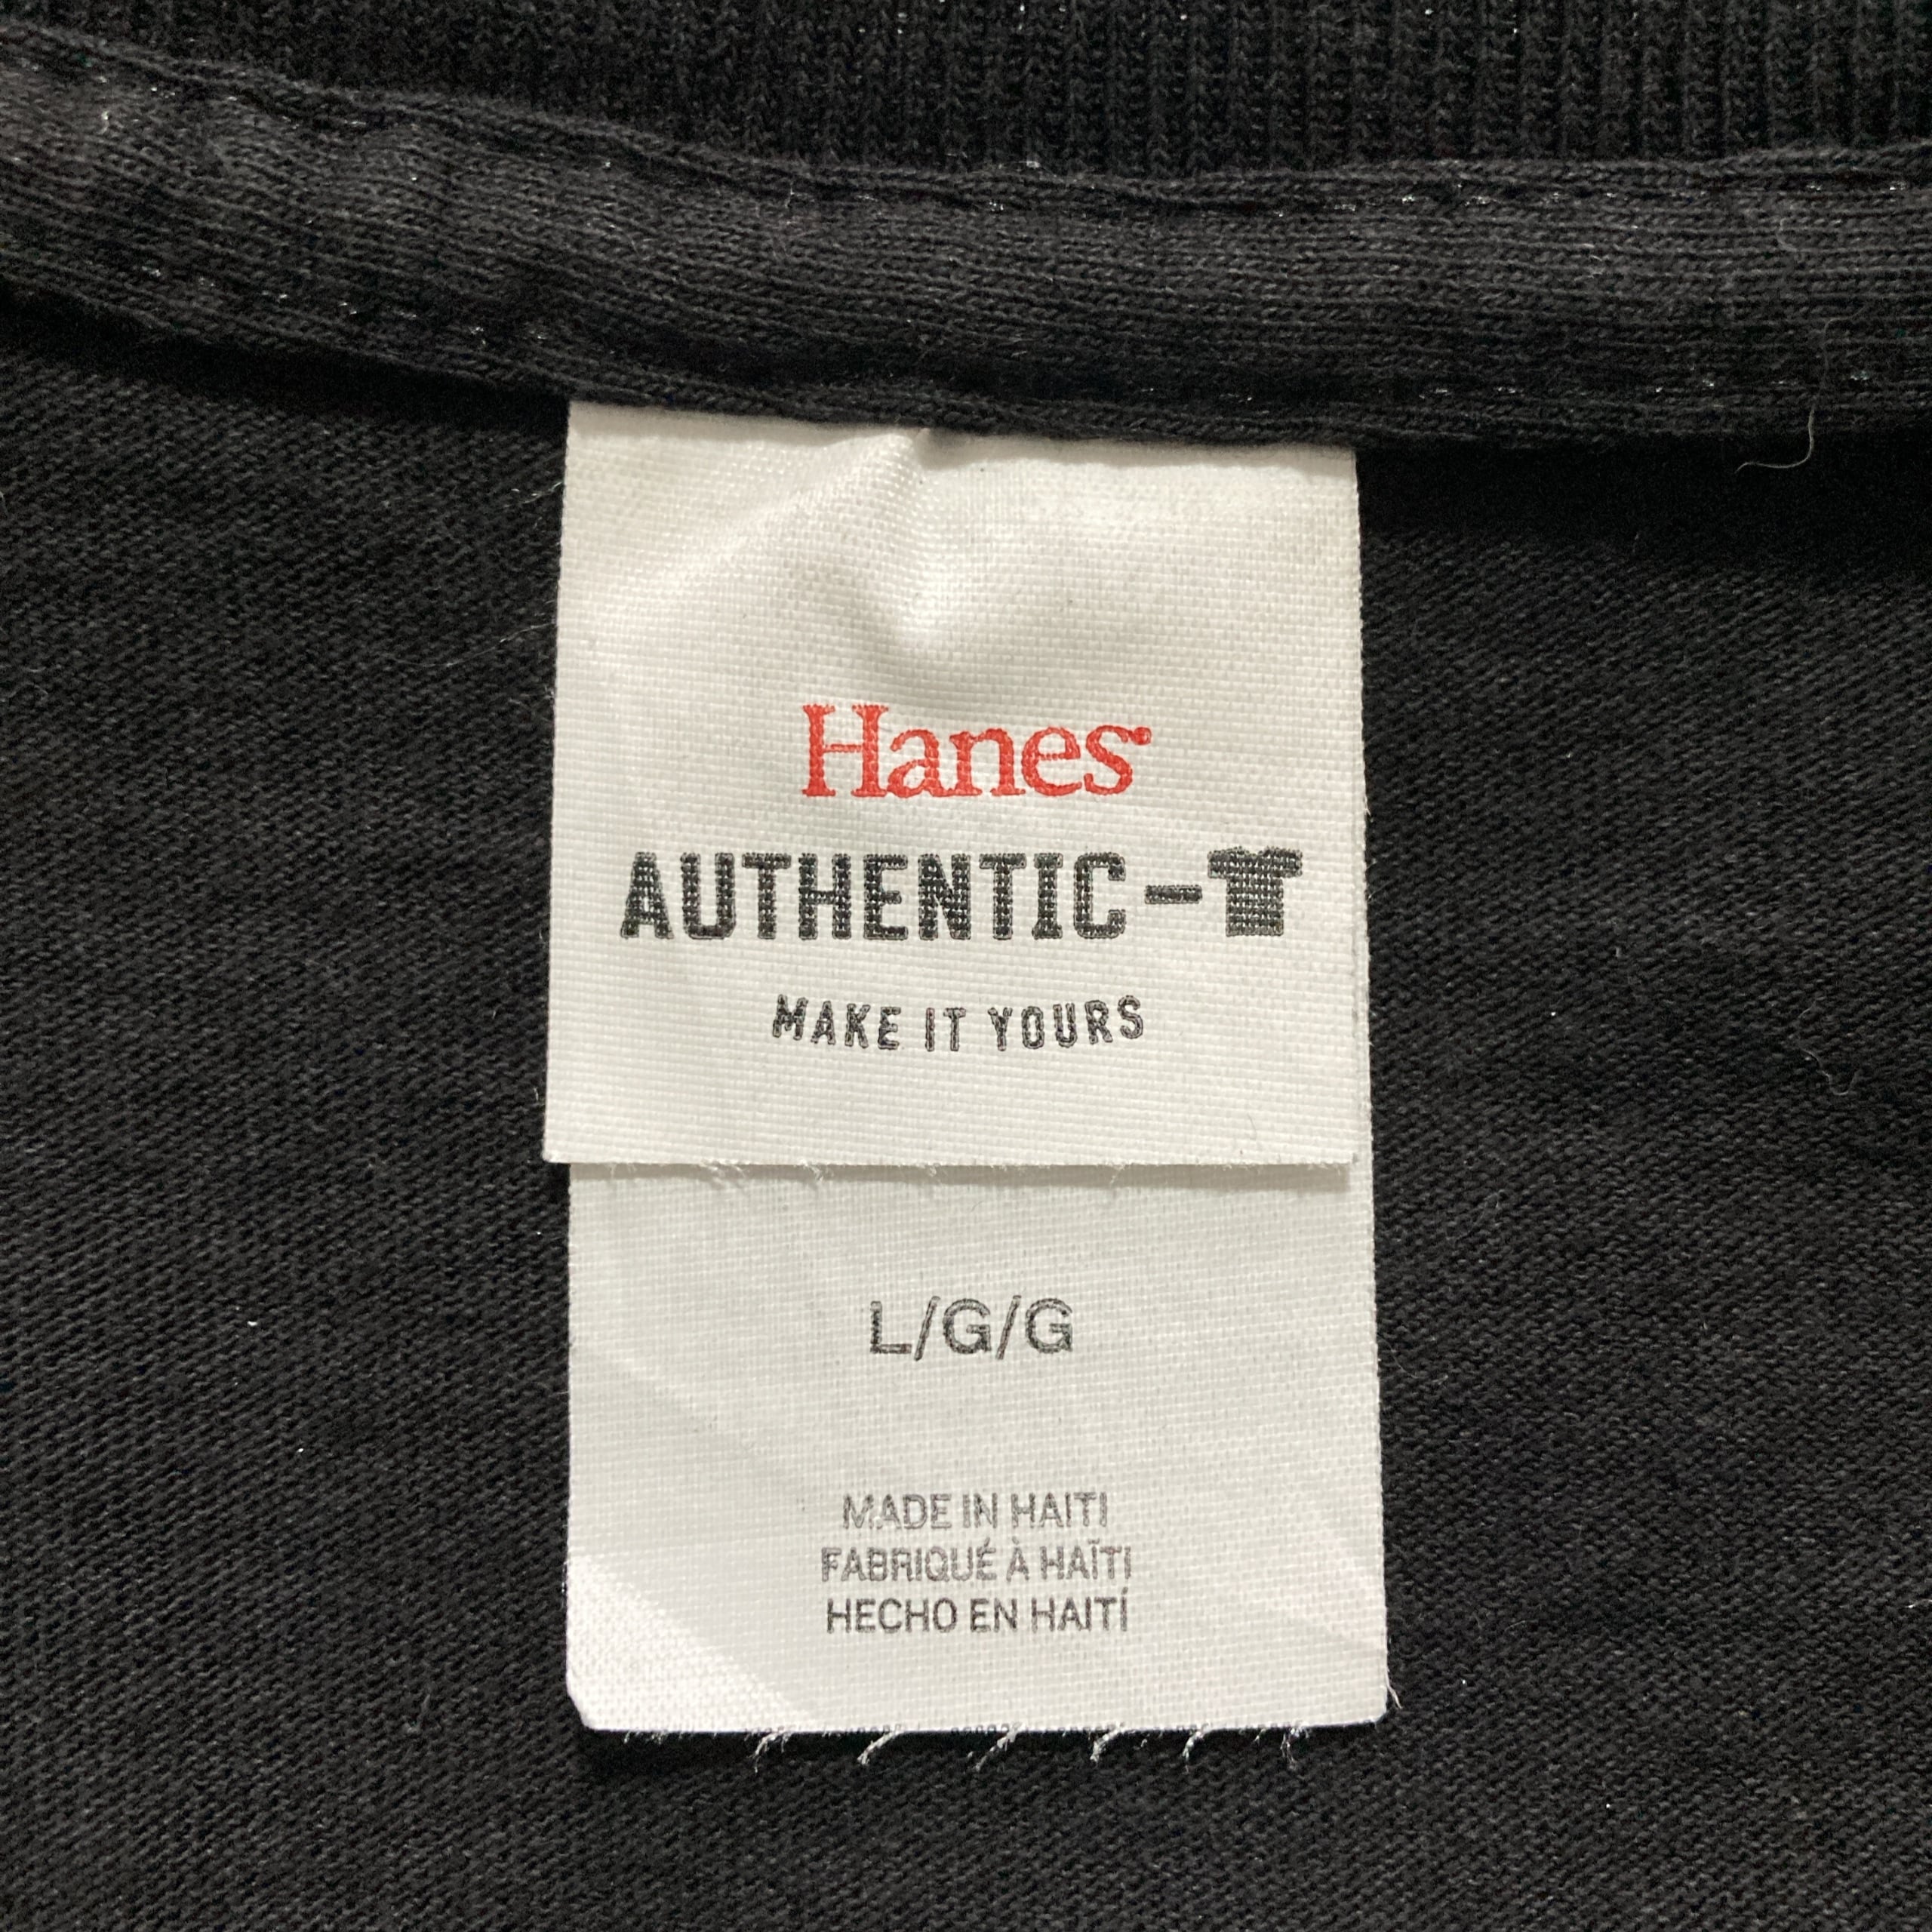 Hanes
AUTHENTIC-T
MAKE IT YOURS
L/G/G
MADE IN HAITI
FABRIQUÉ À HAÏTI
HECHO EN HAITÍ